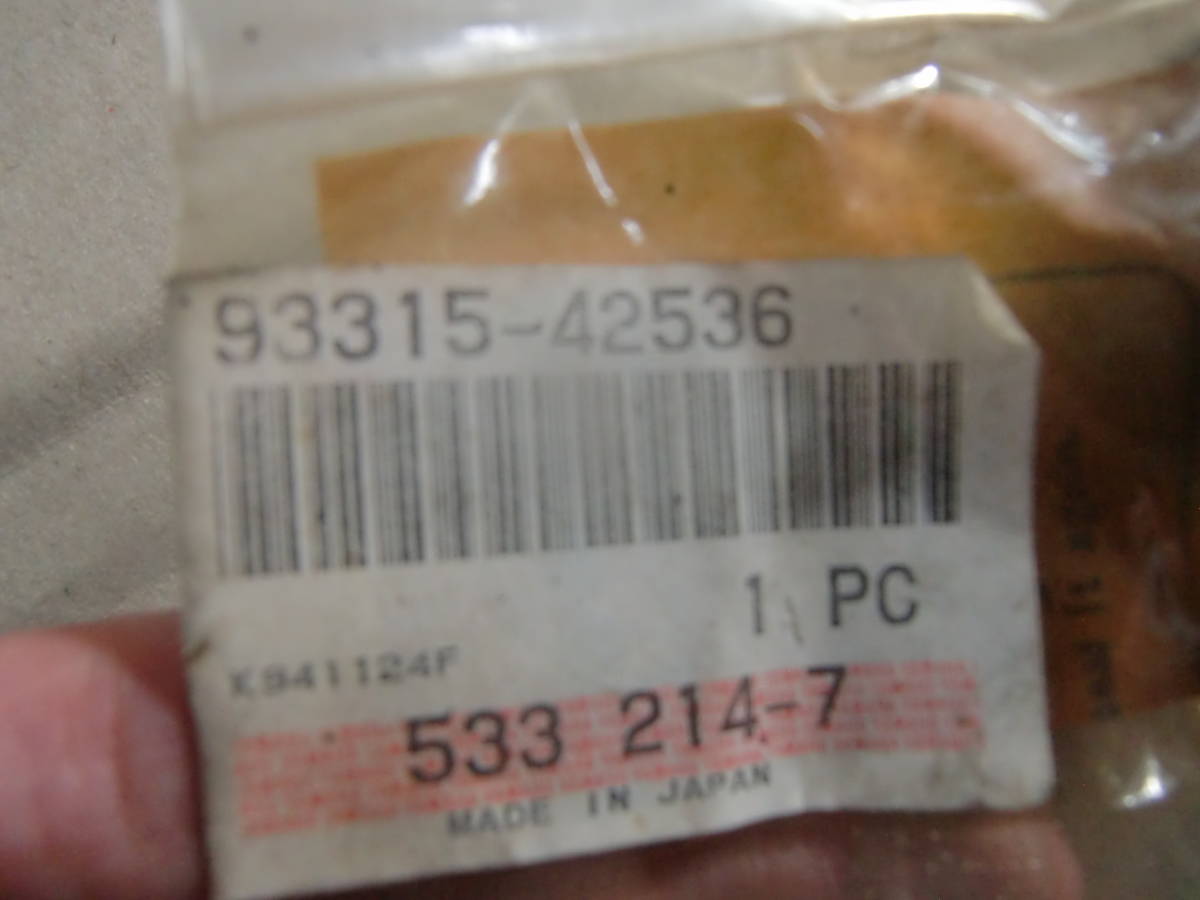 93315-42536
1 PC
K941124F
533 214-7
MADE IN JAPAN